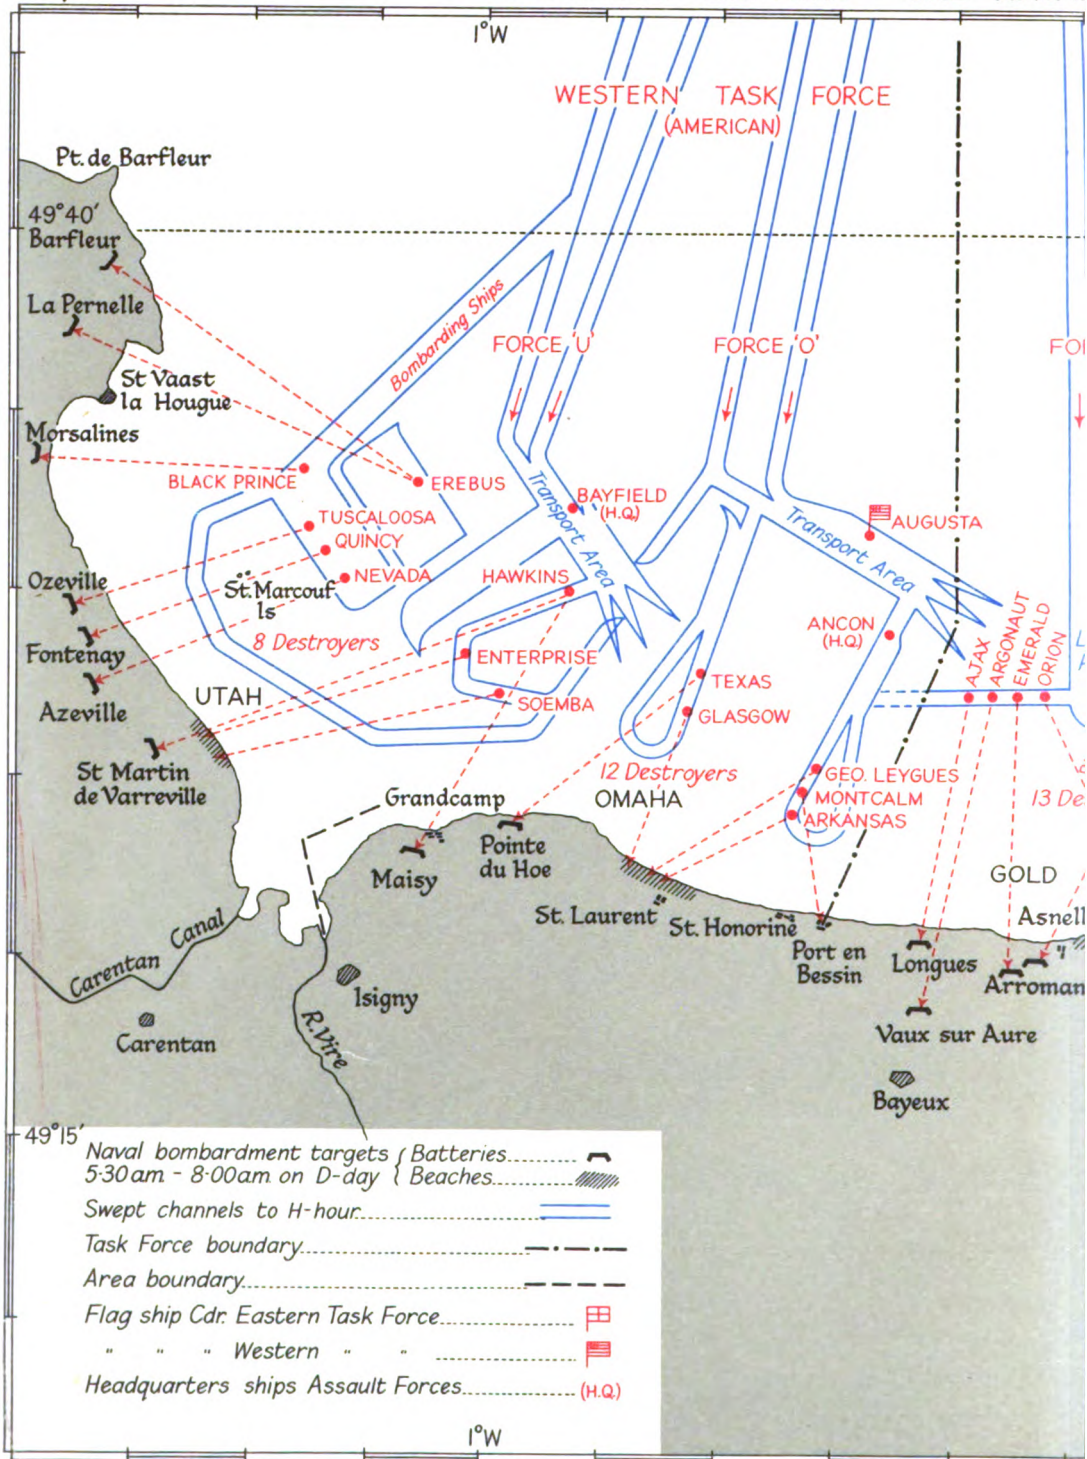 1°W
WESTERN TASK FORCE
(AMERICAN)
Pt. de Barfleur
49°40′
Barfleur
La Pernelle
Bombarding Ships
FORCE 'U'
FORCE 'O'
St Vaast
la Hougue
Morsalines
BLACK PRINCE
EREBUS
Transport Area
BAYFIELD
(H.Q.)
Transport Area
AUGUSTA
TUSCALOOSA
QUINCY
NEVADA
HAWKINS
Ozeville
St. Marcouf
Is
8 Destroyers
Fontenay
Azeville
UTAH
ENTERPRISE
SOEMBA
ANCON
(H.Q.)
AJAX
ARGONAUT
EMERALD
ORION
TEXAS
GLASGOW
St Martin
de Varreville
12 Destroyers
OMAHA
GEO. LEYGUES
MONTCALM
ARKANSAS
Grandcamp
Maisy
Pointe
du Hoe
GOLD
St. Laurent
St. Honorine
Port en
Bessin
Longues
Vaux sur Aure
Bayeux
Carentan Canal
Carentan
Isigny
R. Vire
49°15′
Naval bombardment targets { Batteries
5·30am - 8·00am on D-day { Beaches
Swept channels to H-hour
Task Force boundary
Area boundary
Flag ship Cdr. Eastern Task Force
" " " Western " "
Headquarters ships Assault Forces (H.Q.)
1°W